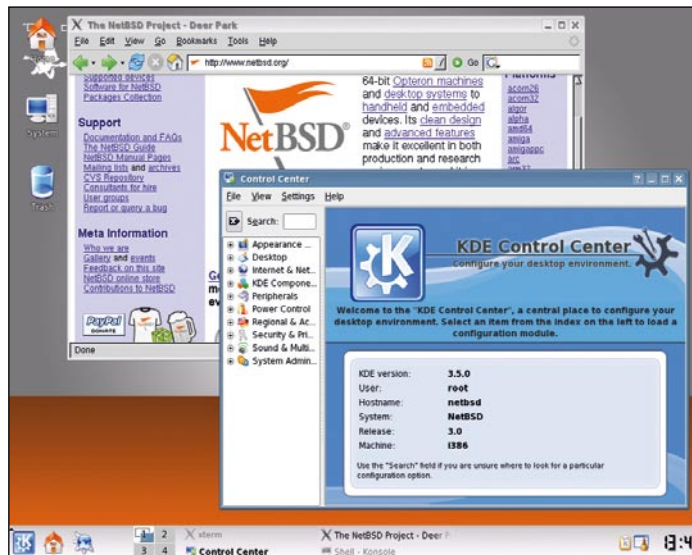 The NetBSD Project - Deer Park
File Edit View Go Bookmarks Tools Help
http://www.netbsd.org/
Go
Supported devices
Software for NetBSD
Packages Collection
Support
Documentation and FAQs
The NetBSD Guide
NetBSD Manual Pages
Mailing lists and archives
CVS Repository
Consultants for hire
User groups
Report or query a bug
Meta Information
Who we are
Gallery and events
Feedback on this site
NetBSD online store
Contributions to NetBSD
PayPal
DONATE
NetBSD®
64-bit Opteron machines
and desktop systems to
handheld and embedded
devices. Its clean design
and advanced features
make it excellent in both
production and research
Platforms
acorn26
acorn32
algor
alpha
amd64
amiga
amigappc
arc
Done
System
Trash
Control Center
File View Settings Help
Search:
Appearance ...
Desktop
Internet & Net...
KDE Compone...
Peripherals
Power Control
Regional & Ac...
Security & Pri...
Sound & Multi...
System Admin...
KDE Control Center
Configure your desktop environment.
Welcome to the "KDE Control Center", a central place to configure your
desktop environment. Select an item from the index on the left to load a
configuration module.
KDE version: 3.5.0
User: root
Hostname: netbsd
System: NetBSD
Release: 3.0
Machine: i386
Use the "Search" field if you are unsure where to look for a particular
configuration option.
1 2
3 4
xterm
Control Center
The NetBSD Project - Deer P
Shell - Konsole
13:4